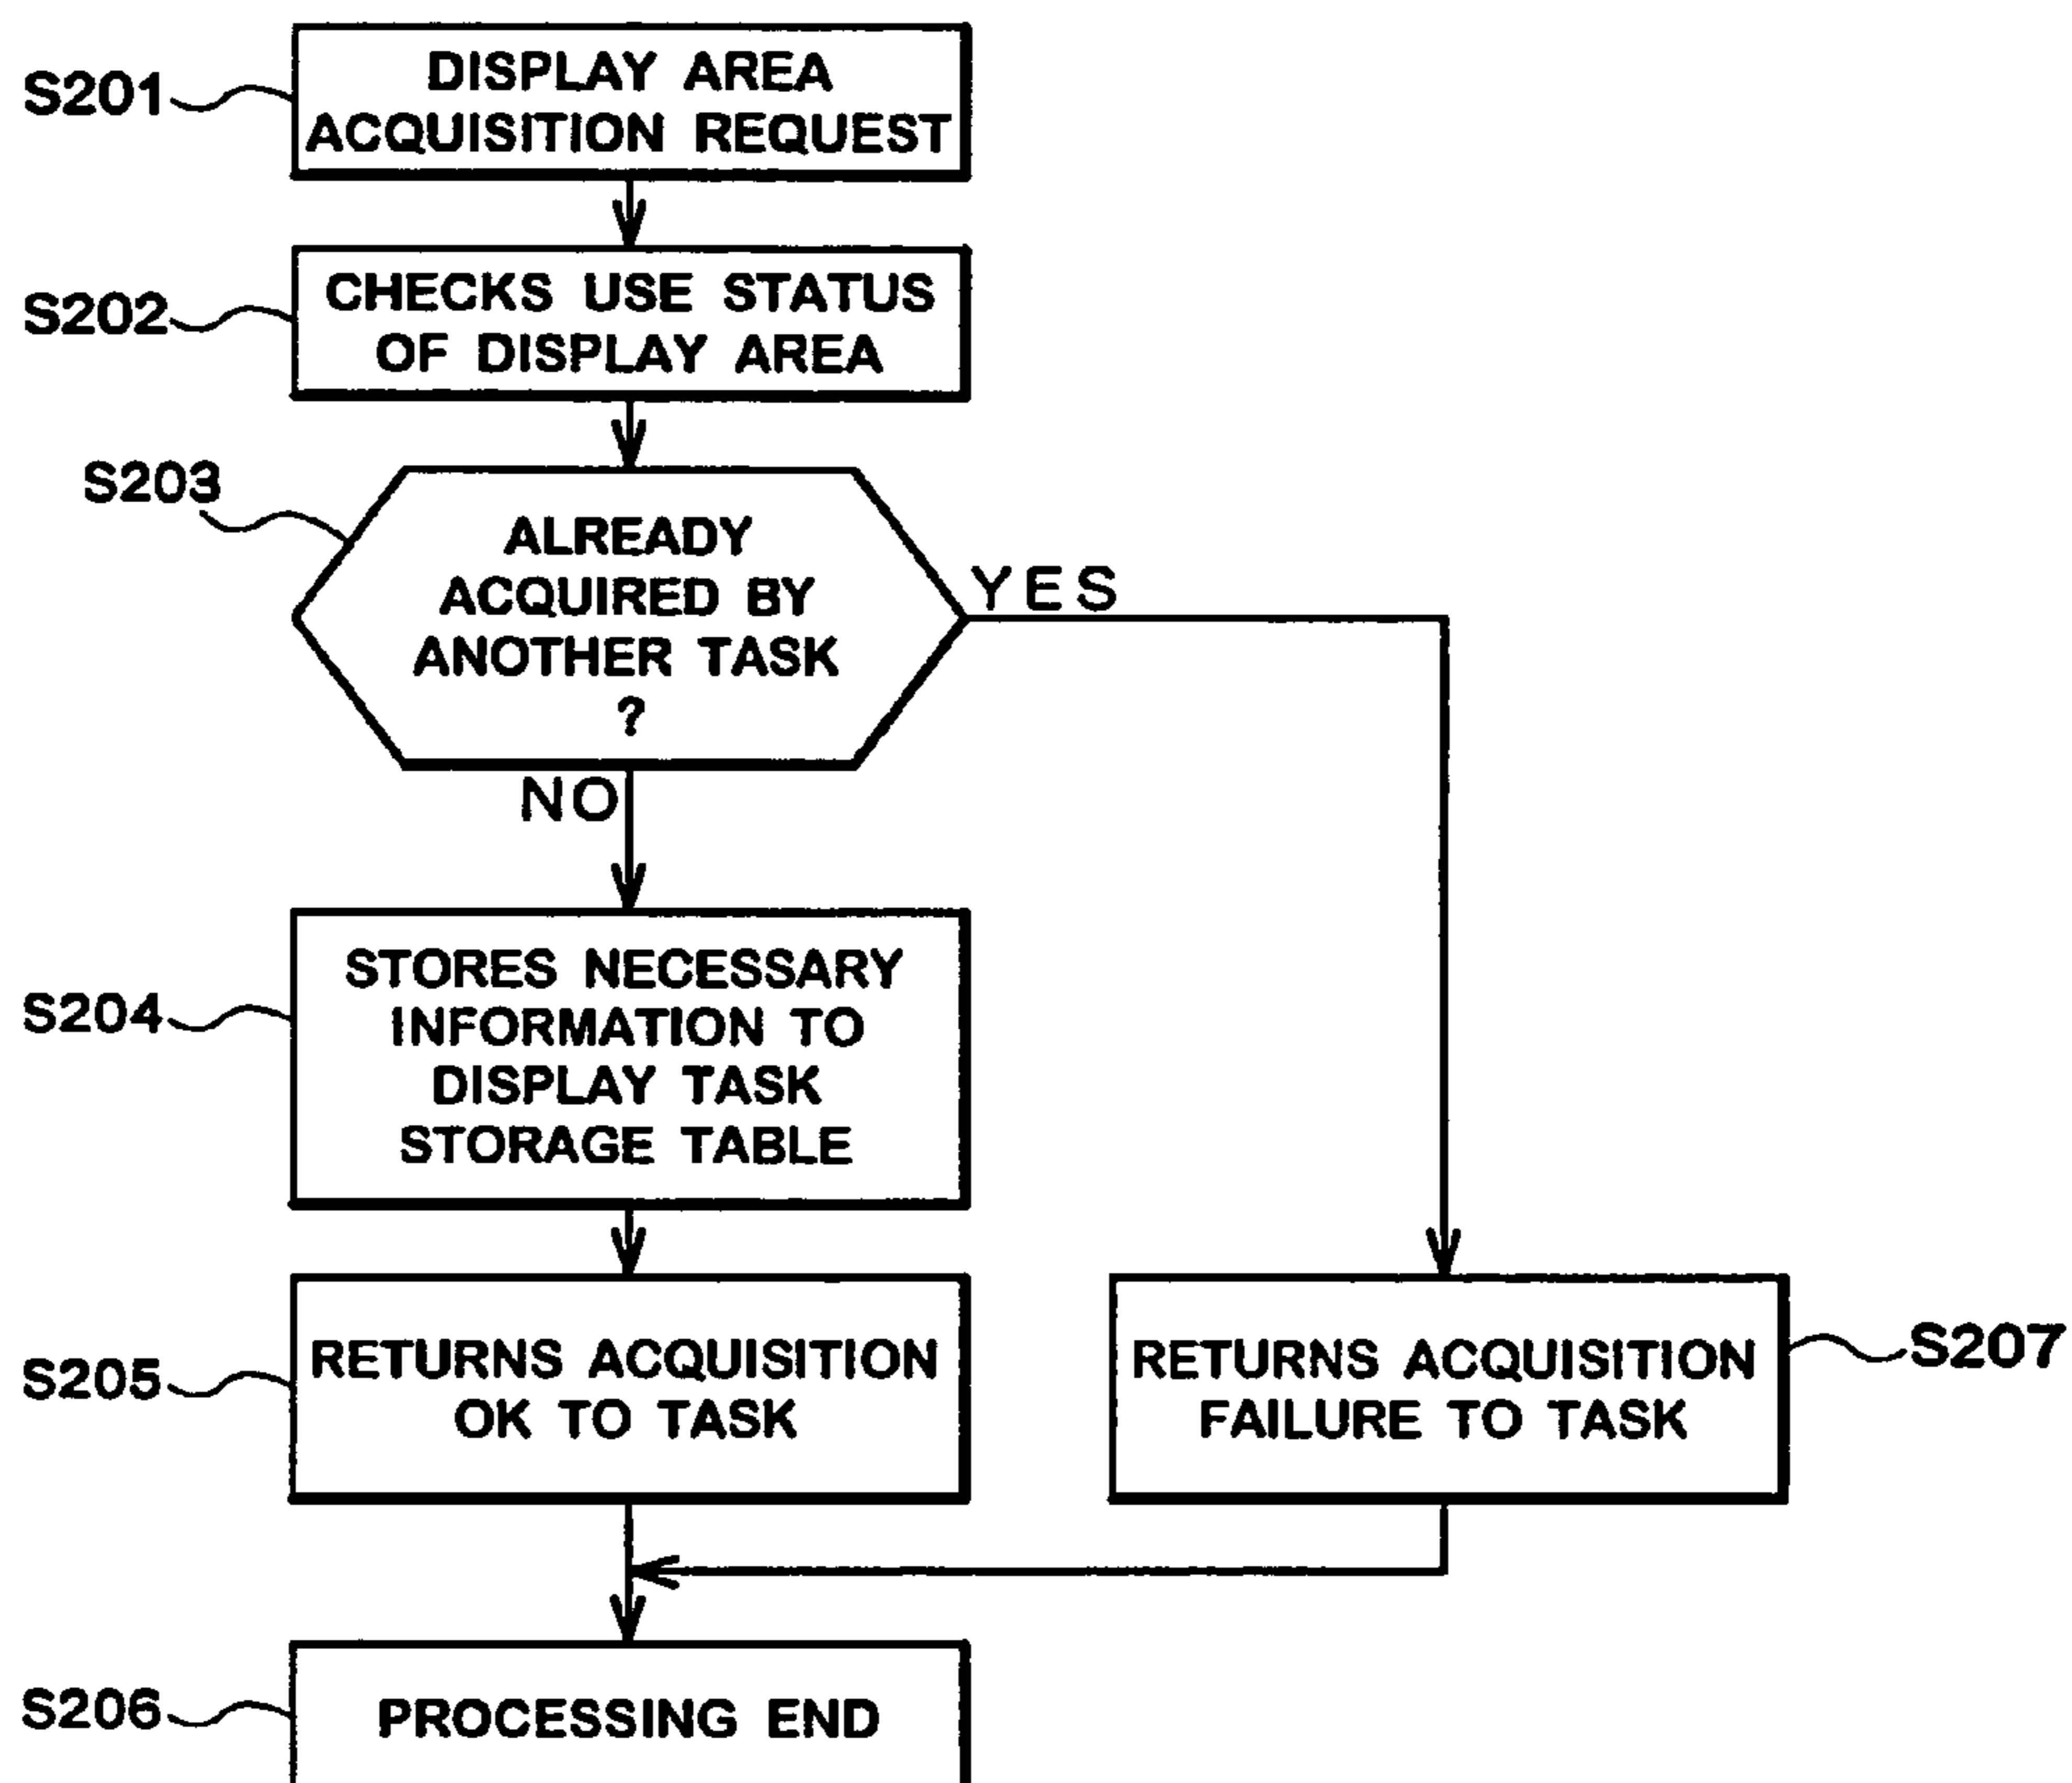 S201
DISPLAY AREA
ACQUISITION REQUEST
S202
CHECKS USE STATUS
OF DISPLAY AREA
S203
ALREADY
ACQUIRED BY
ANOTHER TASK
?
YES
NO
S204
STORES NECESSARY
INFORMATION TO
DISPLAY TASK
STORAGE TABLE
S205
RETURNS ACQUISITION
OK TO TASK
RETURNS ACQUISITION
FAILURE TO TASK
S207
S206
PROCESSING END